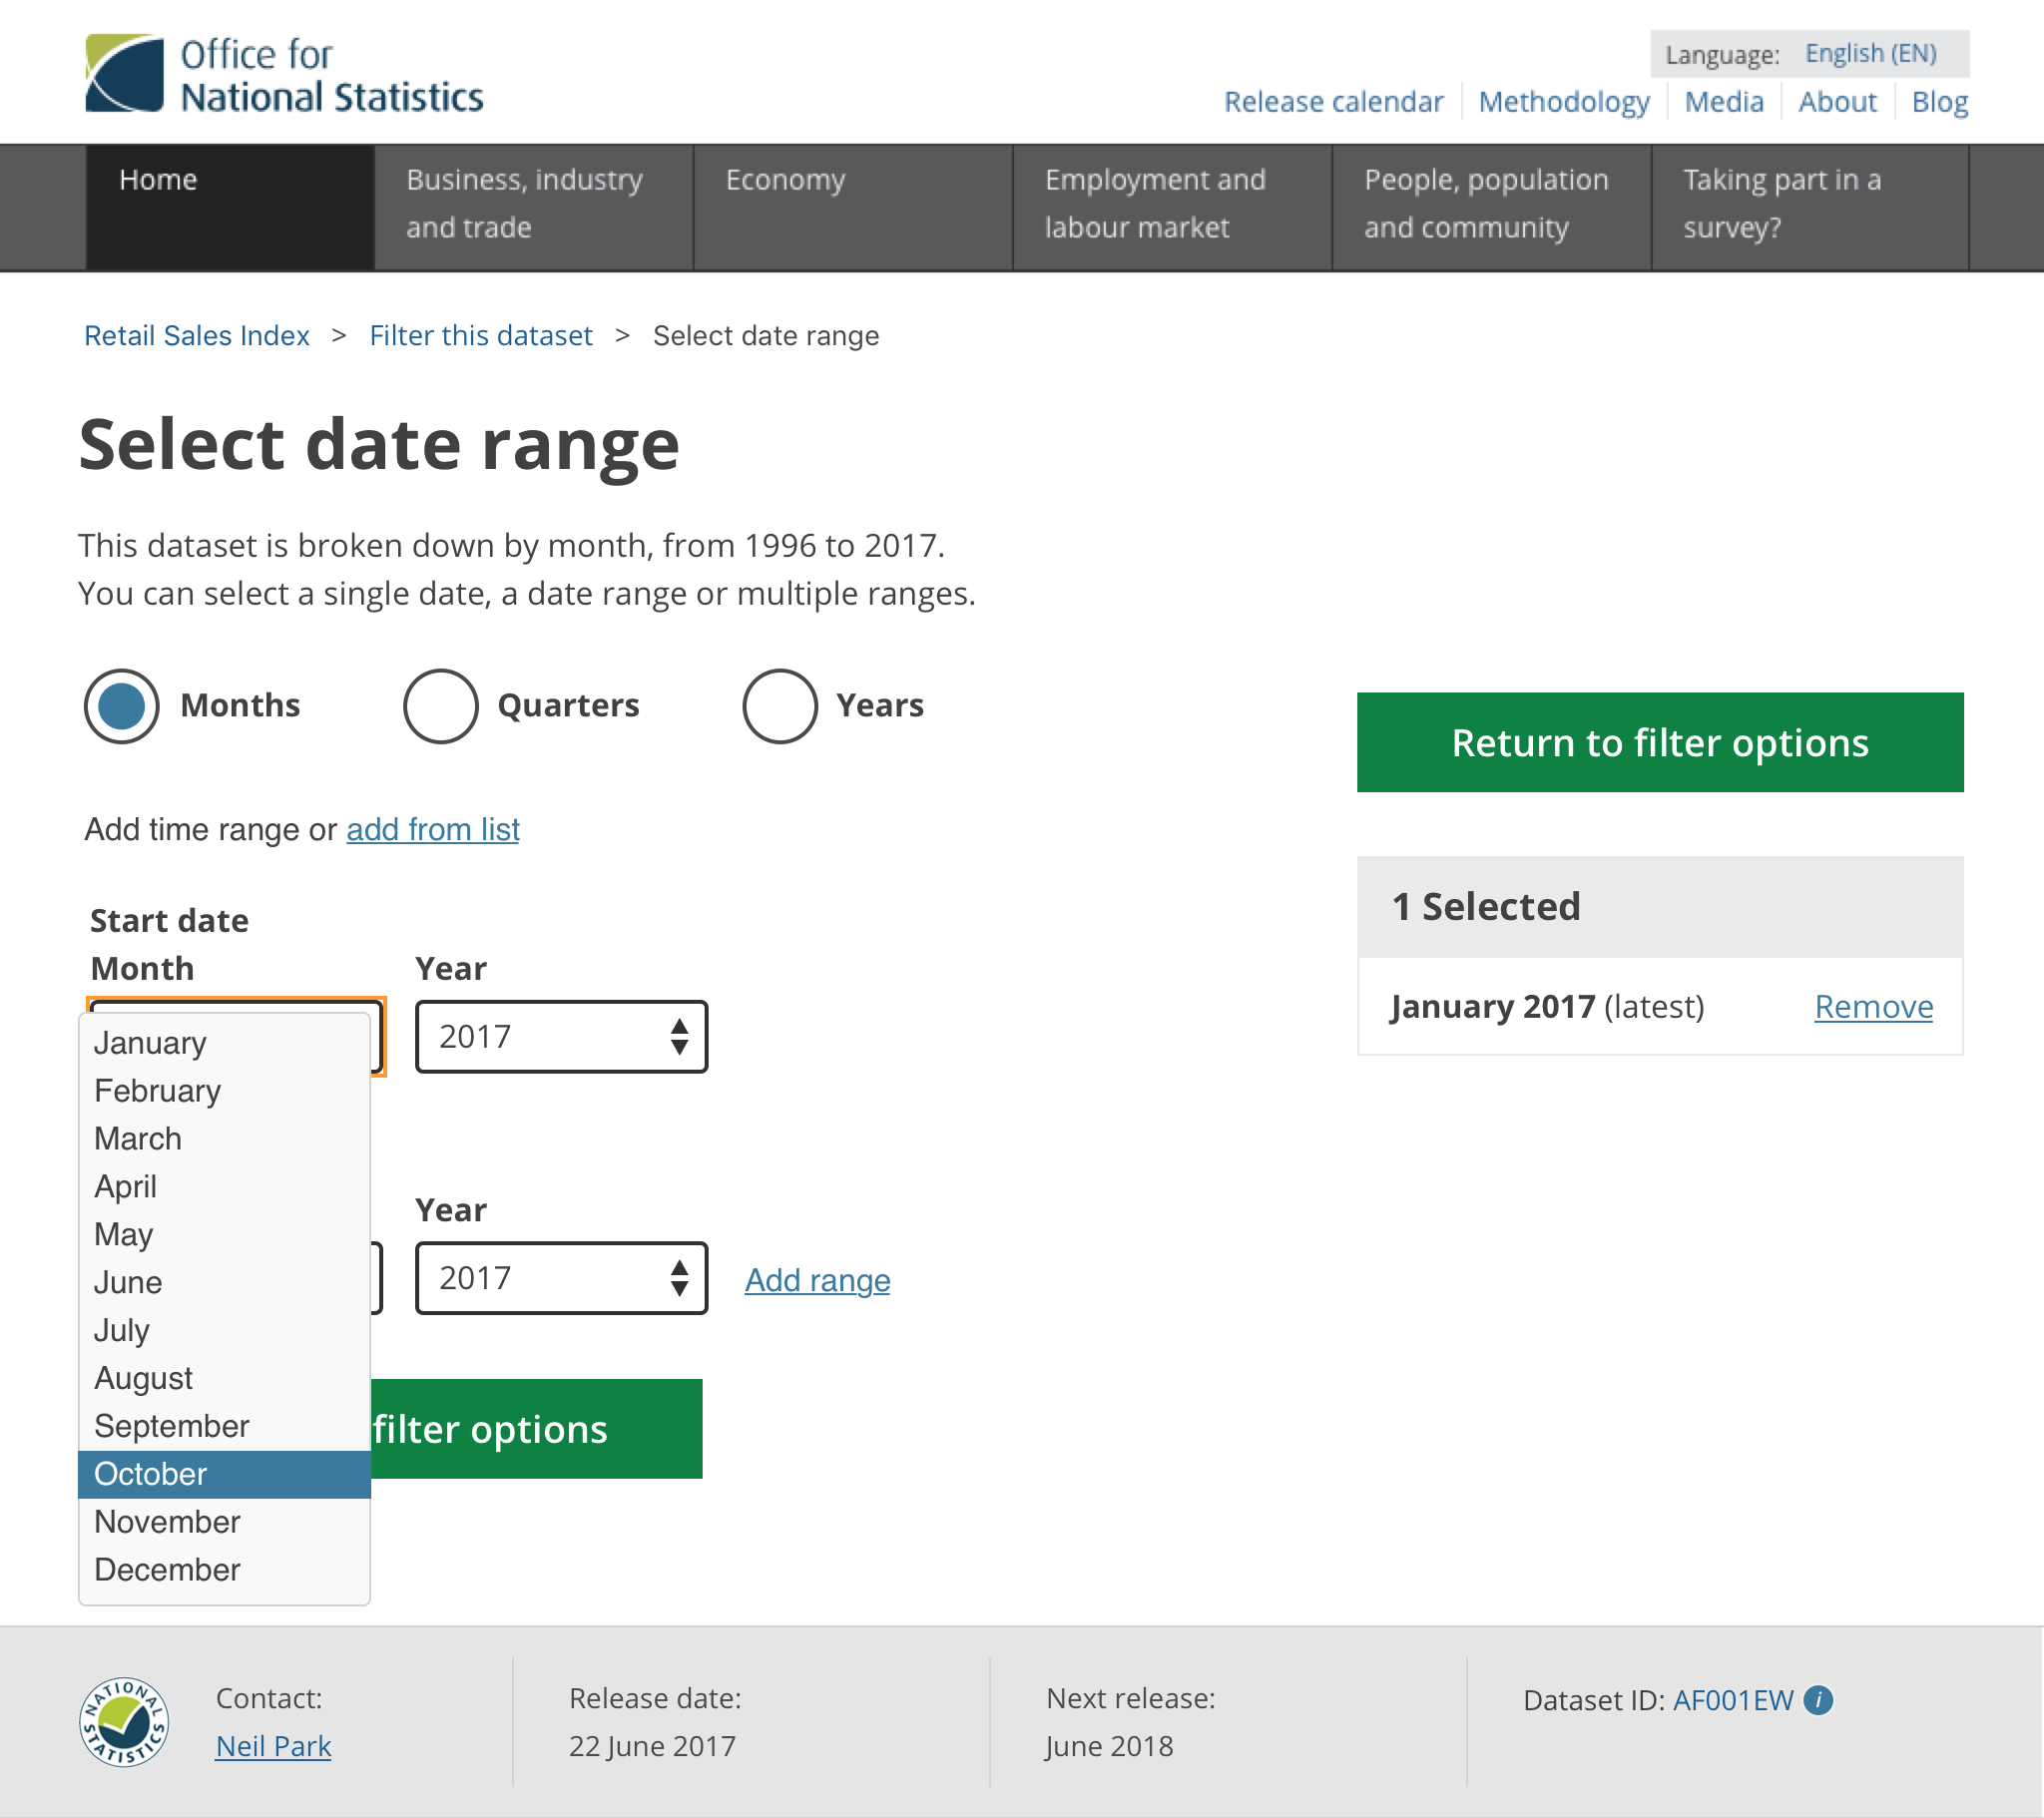 Office for
National Statistics
Language: English (EN)
Release calendar Methodology Media About Blog
Home
Business, industry
and trade
Economy
Employment and
labour market
People, population
and community
Taking part in a
survey?
Retail Sales Index > Filter this dataset > Select date range
Select date range
This dataset is broken down by month, from 1996 to 2017.
You can select a single date, a date range or multiple ranges.
Months Quarters Years
Return to filter options
Add time range or add from list
1 Selected
January 2017 (latest) Remove
Start date
Month Year
2017
January
February
March
April
May
June
July
August
September
October
November
December
Year
2017 Add range
filter options
NATIONAL STATISTICS
Contact:
Neil Park
Release date:
22 June 2017
Next release:
June 2018
Dataset ID: AF001EW i